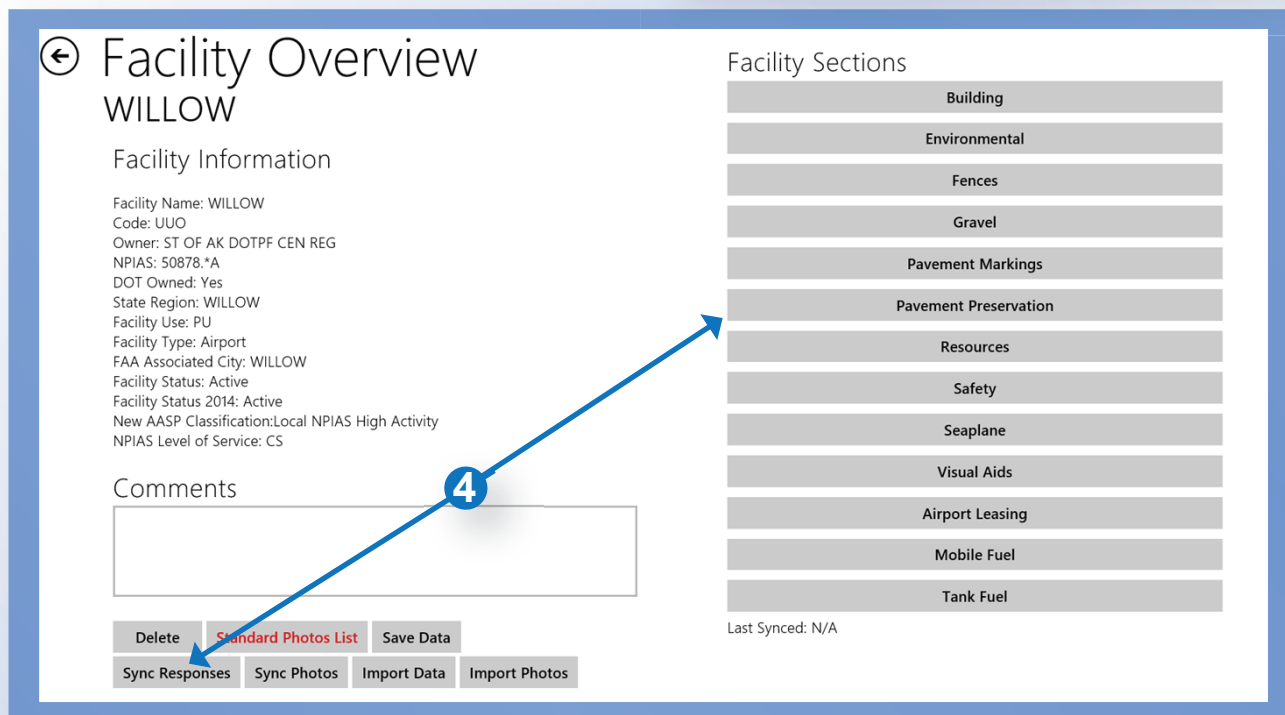 Facility Overview
WILLOW
Facility Information
Facility Name: WILLOW
Code: UUO
Owner: ST OF AK DOTPF CEN REG
NPIAS: 50878.*A
DOT Owned: Yes
State Region: WILLOW
Facility Use: PU
Facility Type: Airport
FAA Associated City: WILLOW
Facility Status: Active
Facility Status 2014: Active
New AASP Classification:Local NPIAS High Activity
NPIAS Level of Service: CS
Comments
4
Delete Standard Photos List Save Data
Sync Responses Sync Photos Import Data Import Photos
Facility Sections
Building
Environmental
Fences
Gravel
Pavement Markings
Pavement Preservation
Resources
Safety
Seaplane
Visual Aids
Airport Leasing
Mobile Fuel
Tank Fuel
Last Synced: N/A